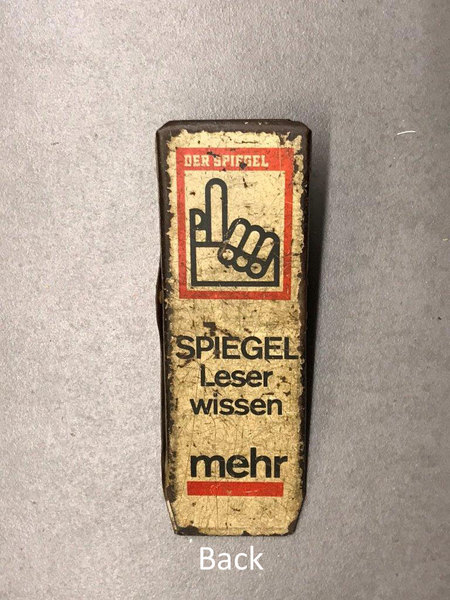 DER SPIEGEL
SPIEGEL
Leser
wissen
mehr
Back